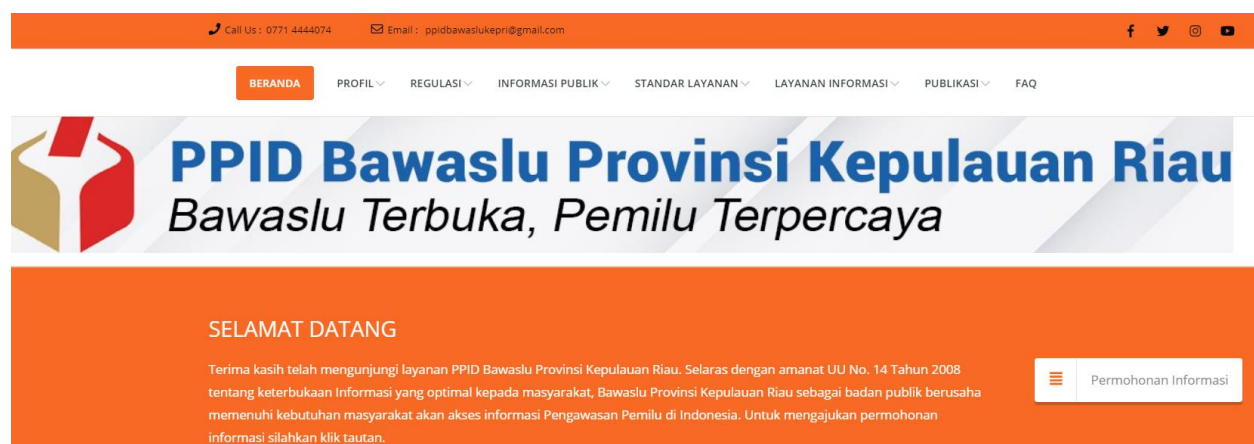 Call Us : 0771 4444074 Email : ppidbawaslukepri@gmail.com
BERANDA PROFIL REGULASI INFORMASI PUBLIK STANDAR LAYANAN LAYANAN INFORMASI PUBLIKASI FAQ
PPID Bawaslu Provinsi Kepulauan Riau
Bawaslu Terbuka, Pemilu Terpercaya
SELAMAT DATANG
Terima kasih telah mengunjungi layanan PPID Bawaslu Provinsi Kepulauan Riau. Selaras dengan amanat UU No. 14 Tahun 2008
tentang keterbukaan Informasi yang optimal kepada masyarakat, Bawaslu Provinsi Kepulauan Riau sebagai badan publik berusaha
memenuhi kebutuhan masyarakat akan akses informasi Pengawasan Pemilu di Indonesia. Untuk mengajukan permohonan
informasi silahkan klik tautan.
Permohonan Informasi